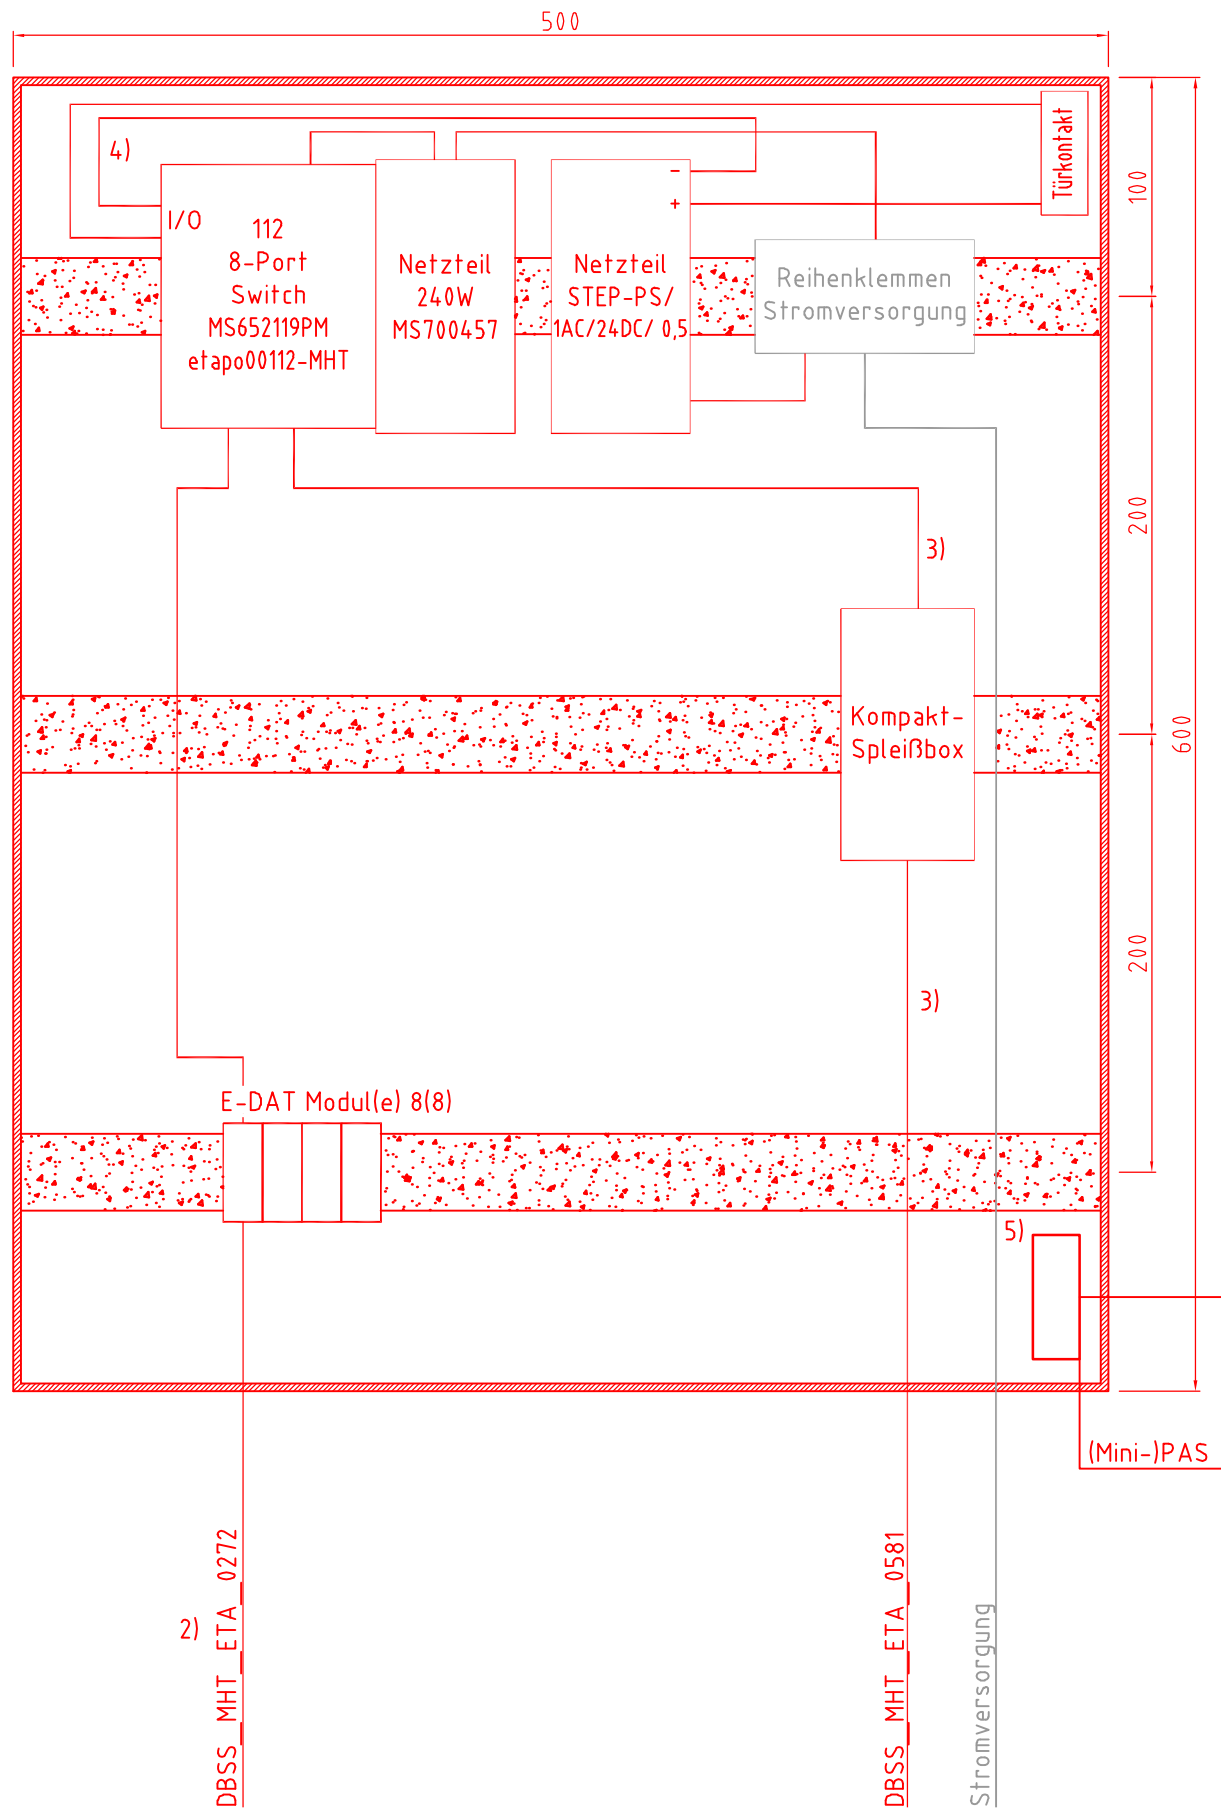 500
4)
Türkontakt
I/O
112
8-Port
Switch
MS652119PM
etapo00112-MHT
Netzteil
240W
MS700457
-
+
Netzteil
STEP-PS/
1AC/24DC/ 0,5
Reihenklemmen
Stromversorgung
100
200
3)
Kompakt-
Spleißbox
600
200
3)
E-DAT Modul(e) 8(8)
5)
(Mini-)PAS
2)
DBSS_MHT_ETA_0272
DBSS_MHT_ETA_0581
Stromversorgung